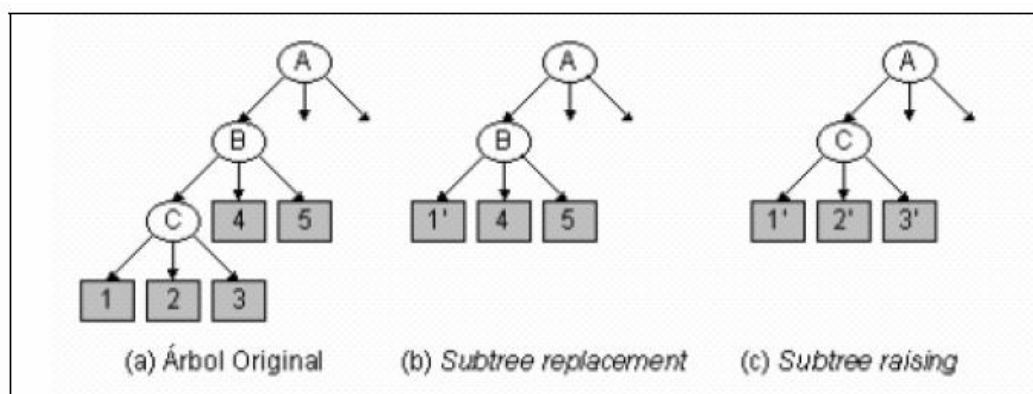 A A A
B B C
C 4 5 1' 4 5 1' 2' 3'
1 2 3
(a) Árbol Original (b) Subtree replacement (c) Subtree raising